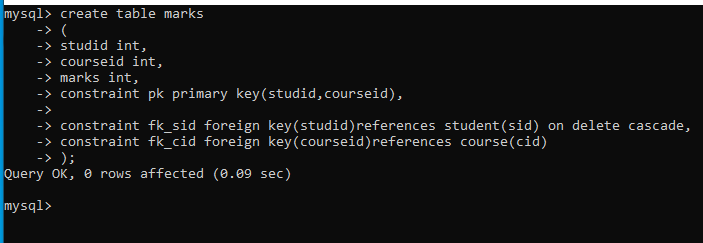 mysql> create table marks
    -> (
    -> studid int,
    -> courseid int,
    -> marks int,
    -> constraint pk primary key(studid,courseid),
    ->
    -> constraint fk_sid foreign key(studid)references student(sid) on delete cascade,
    -> constraint fk_cid foreign key(courseid)references course(cid)
    -> );
Query OK, 0 rows affected (0.09 sec)
mysql>